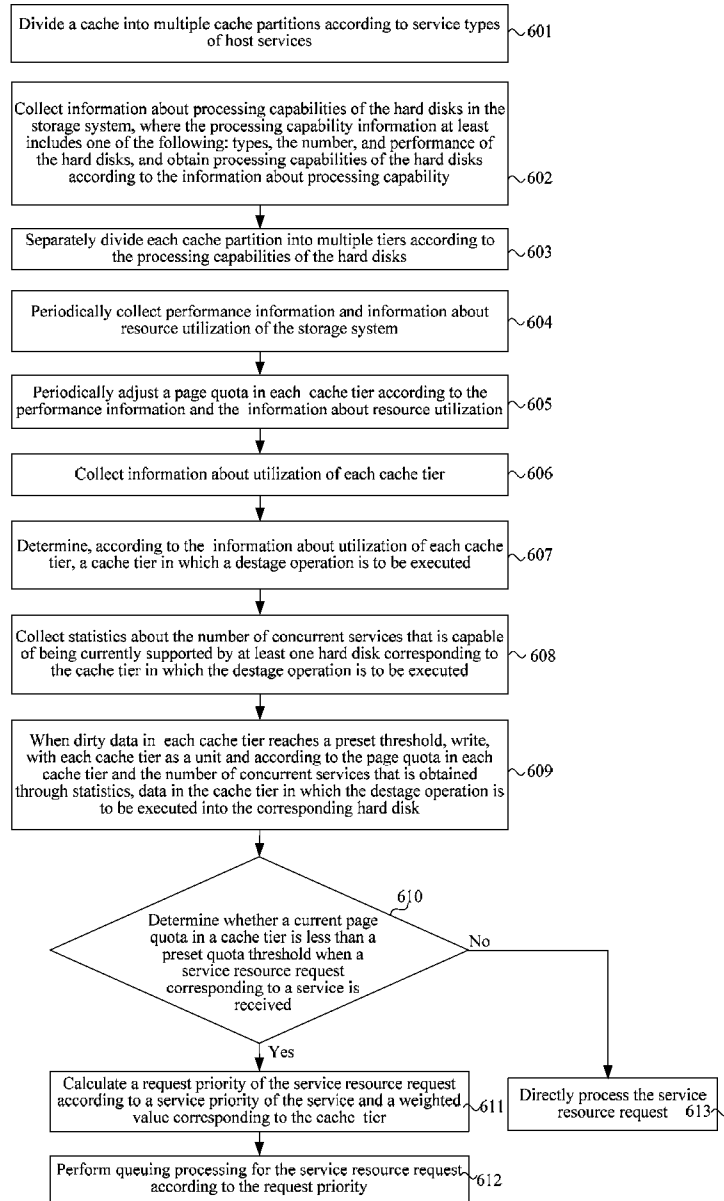 Divide a cache into multiple cache partitions according to service types
of host services
601
Collect information about processing capabilities of the hard disks in the
storage system, where the processing capability information at least
includes one of the following: types, the number, and performance of
the hard disks, and obtain processing capabilities of the hard disks
according to the information about processing capability
602
Separately divide each cache partition into multiple tiers according to
the processing capabilities of the hard disks
603
Periodically collect performance information and information about
resource utilization of the storage system
604
Periodically adjust a page quota in each cache tier according to the
performance information and the information about resource utilization
605
Collect information about utilization of each cache tier
606
Determine, according to the information about utilization of each cache
tier, a cache tier in which a destage operation is to be executed
607
Collect statistics about the number of concurrent services that is capable
of being currently supported by at least one hard disk corresponding to
the cache tier in which the destage operation is to be executed
608
When dirty data in each cache tier reaches a preset threshold, write,
with each cache tier as a unit and according to the page quota in each
cache tier and the number of concurrent services that is obtained
through statistics, data in the cache tier in which the destage operation is
to be executed into the corresponding hard disk
609
610
Determine whether a current page
quota in a cache tier is less than a
preset quota threshold when a
service resource request
corresponding to a service is
received
No
Yes
Calculate a request priority of the service resource request
according to a service priority of the service and a weighted
value corresponding to the cache tier
611
Directly process the service
resource request
613
Perform queuing processing for the service resource request
according to the request priority
612